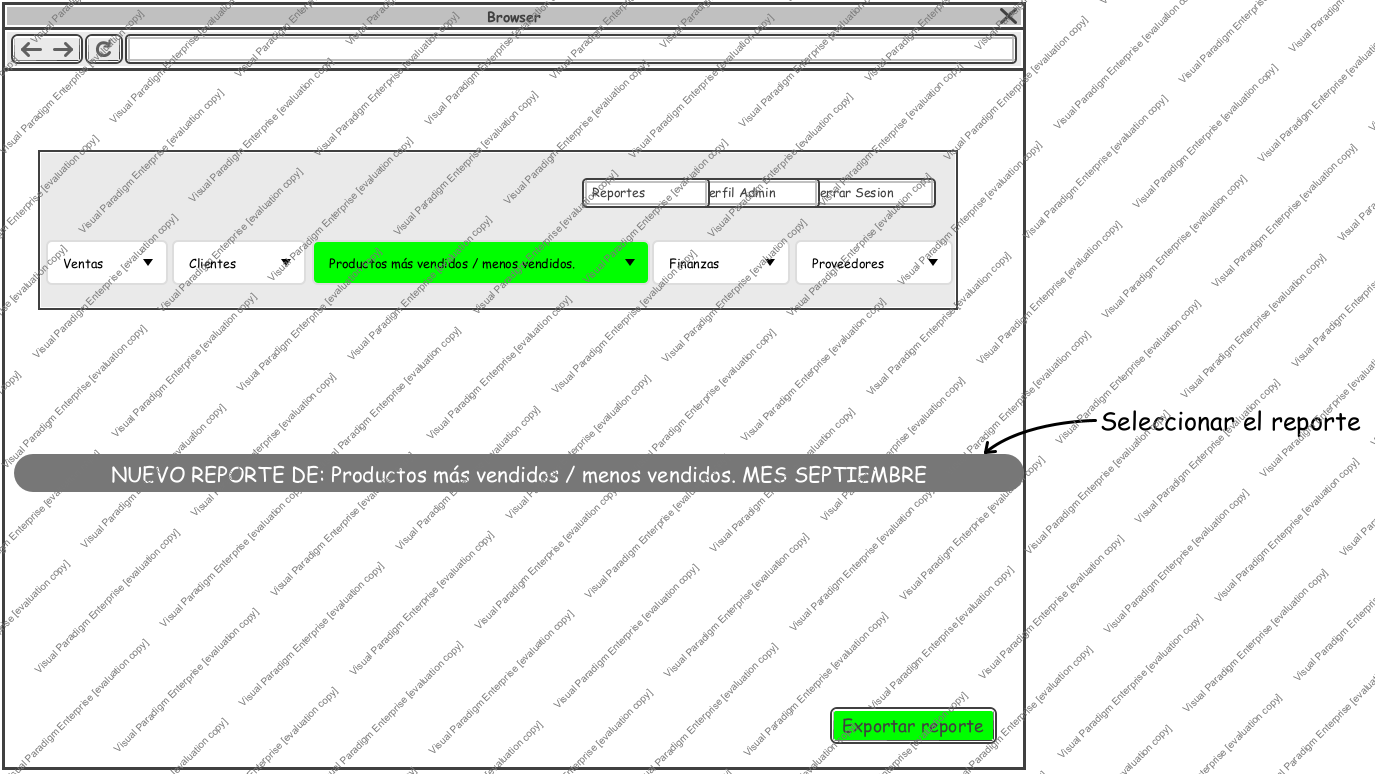 Browser
Reportes
erfil Admin
errar Sesion
Ventas
Clientes
Productos más vendidos / menos vendidos.
Finanzas
Proveedores
Seleccionar el reporte
NUEVO REPORTE DE: Productos más vendidos / menos vendidos. MES SEPTIEMBRE
Exportar reporte
Visual Paradigm Enterprise [evaluation copy]